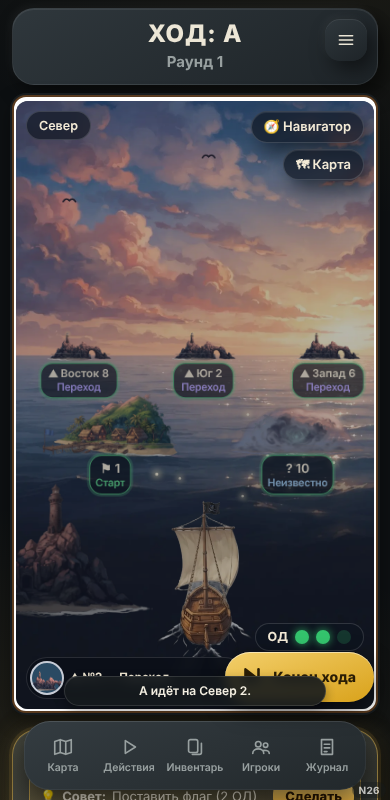 ХОД: А
Раунд 1
Север
🧭 Навигатор
🗺 Карта
▲ Восток 8
Переход
▲ Юг 2
Переход
▲ Запад 6
Переход
⚑ 1
Старт
? 10
Неизвестно
ОД
хода
А идёт на Север 2.
Карта
Действия
Инвентарь
Игроки
Журнал
💡 Совет: Поставить флаг (2 ОД)
Сделать
N26